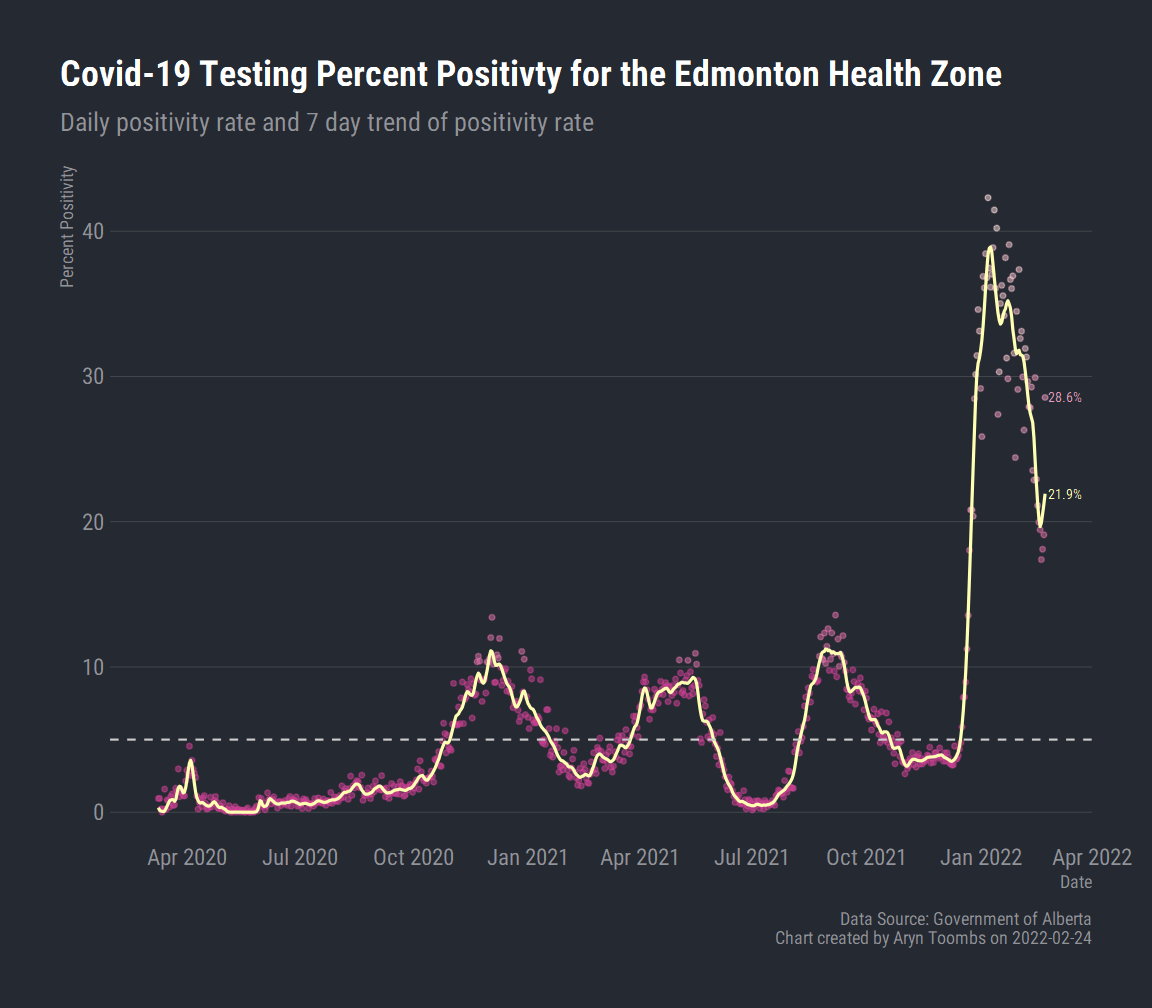 Covid-19 Testing Percent Positivty for the Edmonton Health Zone
Daily positivity rate and 7 day trend of positivity rate
Percent Positivity
40
30
28.6%
21.9%
20
10
0
Apr 2020 Jul 2020 Oct 2020 Jan 2021 Apr 2021 Jul 2021 Oct 2021 Jan 2022 Apr 2022
Date
Data Source: Government of Alberta
Chart created by Aryn Toombs on 2022-02-24